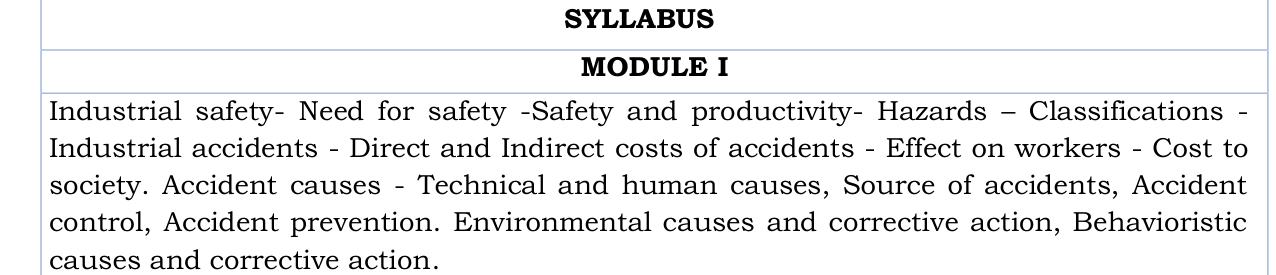 SYLLABUS
MODULE I
Industrial safety- Need for safety -Safety and productivity- Hazards – Classifications -
Industrial accidents - Direct and Indirect costs of accidents - Effect on workers - Cost to
society. Accident causes - Technical and human causes, Source of accidents, Accident
control, Accident prevention. Environmental causes and corrective action, Behavioristic
causes and corrective action.